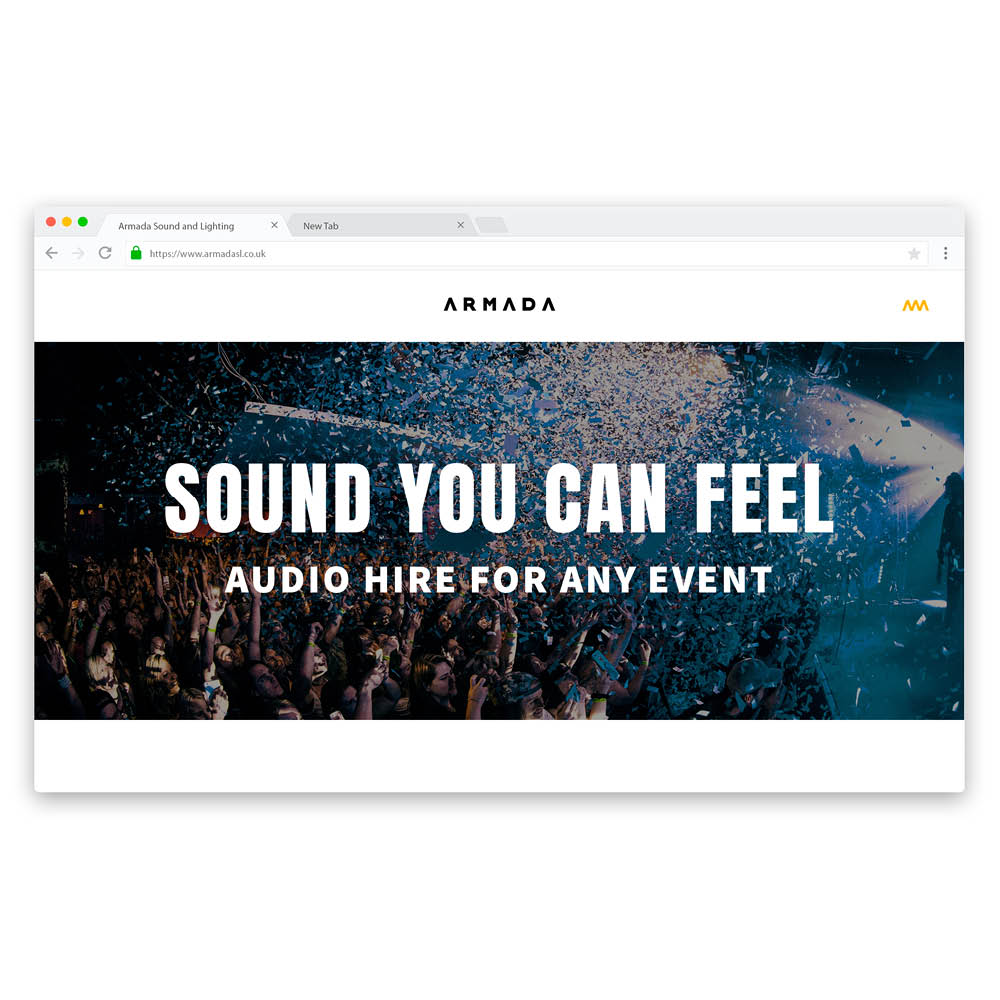 Armada Sound and Lighting
New Tab
https://www.armadasl.co.uk
ARMADA
SOUND YOU CAN FEEL
AUDIO HIRE FOR ANY EVENT